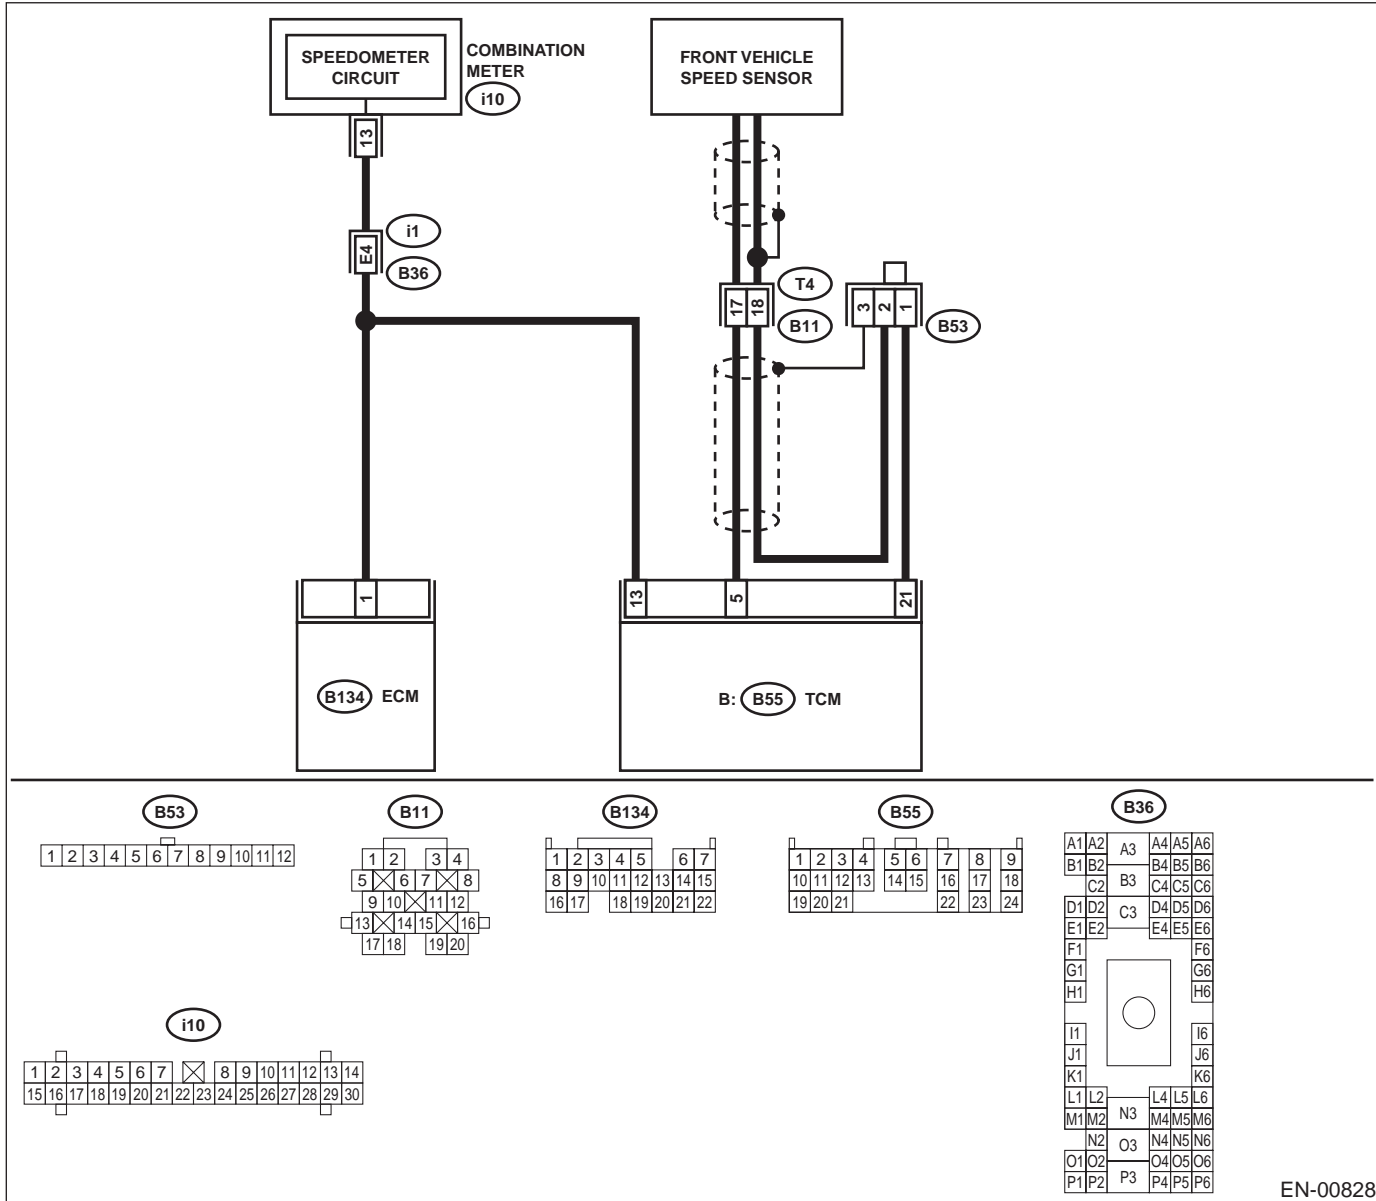 SPEEDOMETER
CIRCUIT
COMBINATION
METER
i10
FRONT VEHICLE
SPEED SENSOR
13
i1
E4
B36
T4
17 18
B11
3 2 1
B53
1
13
5
21
B134 ECM
B: B55 TCM
B53
1 2 3 4 5 6 7 8 9 10 11 12
B11
1 2 3 4
5 6 7 8
9 10 11 12
13 14 15 16
17 18 19 20
B134
1 2 3 4 5 6 7
8 9 10 11 12 13 14 15
16 17 18 19 20 21 22
B55
1 2 3 4 5 6 7 8 9
10 11 12 13 14 15 16 17 18
19 20 21 22 23 24
B36
A1 A2 A3 A4 A5 A6
B1 B2 B3 B4 B5 B6
C2 C3 C4 C5 C6
D1 D2 D4 D5 D6
E1 E2 E4 E5 E6
F1 F6
G1 G6
H1 H6
I1 I6
J1 J6
K1 K6
L1 L2 L4 L5 L6
M1 M2 N3 M4 M5 M6
N2 O3 N4 N5 N6
O1 O2 O4 O5 O6
P1 P2 P3 P4 P5 P6
i10
1 2 3 4 5 6 7 8 9 10 11 12 13 14
15 16 17 18 19 20 21 22 23 24 25 26 27 28 29 30
EN-00828